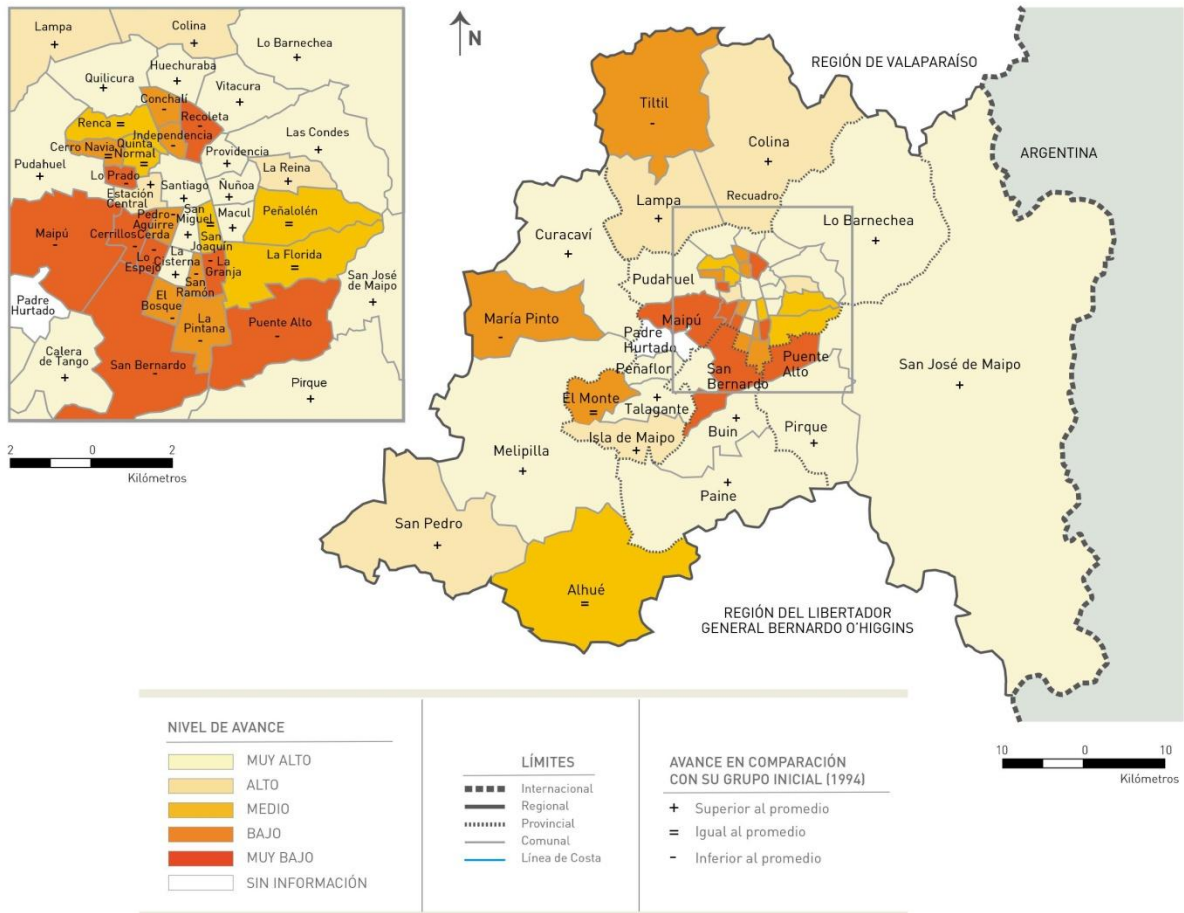 Lampa
+
Colina
+
Lo Barnechea
+
Quilicura
+
Huechuraba
+
Vitacura
+
Conchalí
-
Recoleta
-
Renca =
Independencia
-
Las Condes
+
Cerro Navia
=
Quinta
Normal
=
Providencia
+
La Reina
+
Pudahuel
+
Lo Prado
-
Estación
Central
+
Santiago
+
Ñuñoa
+
Peñalolén
=
Maipú
-
Cerrillos
-
Pedro
Aguirre
Cerda
-
San
Miguel
+
San
Joaquín
=
Macul
+
La Florida
=
Lo
Espejo
-
La
Cisterna
+
La
Granja
-
San
Ramón
-
San José
de Maipo
+
Padre
Hurtado
El
Bosque
-
La
Pintana
-
Puente Alto
-
Calera
de Tango
+
San Bernardo
-
Pirque
+
2 0 2
Kilómetros
N
REGIÓN DE VALPARAÍSO
Tiltil
-
Colina
+
ARGENTINA
Recuadro
Lampa
+
Lo Barnechea
+
Curacaví
+
Pudahuel
María Pinto
-
Maipú
Padre
Hurtado
Peñaflor
San
Bernardo
Puente
Alto
San José de Maipo
+
El Monte
=
+
Talagante
Isla de Maipo
+
+
Buin
Pirque
+
Melipilla
+
+
Paine
San Pedro
+
Alhué
=
REGIÓN DEL LIBERTADOR
GENERAL BERNARDO O'HIGGINS
10 0 10
Kilómetros
NIVEL DE AVANCE
MUY ALTO
ALTO
MEDIO
BAJO
MUY BAJO
SIN INFORMACIÓN
LÍMITES
Internacional
Regional
Provincial
Comunal
Línea de Costa
AVANCE EN COMPARACIÓN
CON SU GRUPO INICIAL (1994)
+ Superior al promedio
= Igual al promedio
- Inferior al promedio